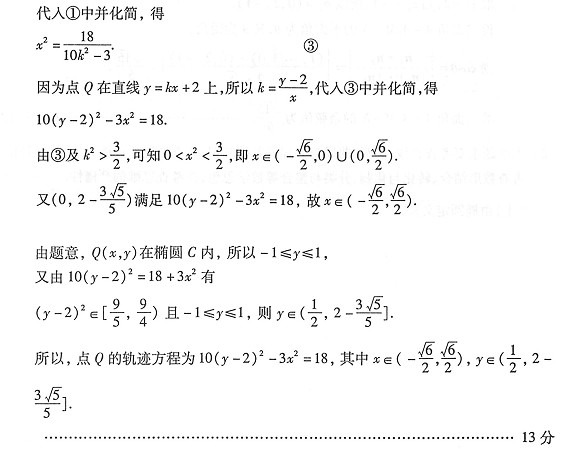 代人①中并化简，得
x² = 18/(10k² − 3). ③
因为点 Q 在直线 y = kx + 2 上,所以 k = (y − 2)/x,代人③中并化简,得
10(y − 2)² − 3x² = 18.
由③及 k² > 3/2,可知 0 < x² < 3/2,即 x ∈ ( − √6/2,0) ∪ (0,√6/2).
又(0, 2 − 3√5/5)满足 10(y − 2)² − 3x² = 18，故 x ∈ ( − √6/2,√6/2).
由题意，Q(x,y)在椭圆 C 内，所以 −1 ⩽ y ⩽ 1，
又由 10(y − 2)² = 18 + 3x² 有
(y − 2)² ∈ [9/5, 9/4) 且 −1 ⩽ y ⩽ 1，则 y ∈ (1/2, 2 − 3√5/5].
所以，点 Q 的轨迹方程为 10(y − 2)² − 3x² = 18，其中 x ∈ ( − √6/2,√6/2)，y ∈ (1/2, 2 −
3√5/5].
…………………………………………………………………… 13 分